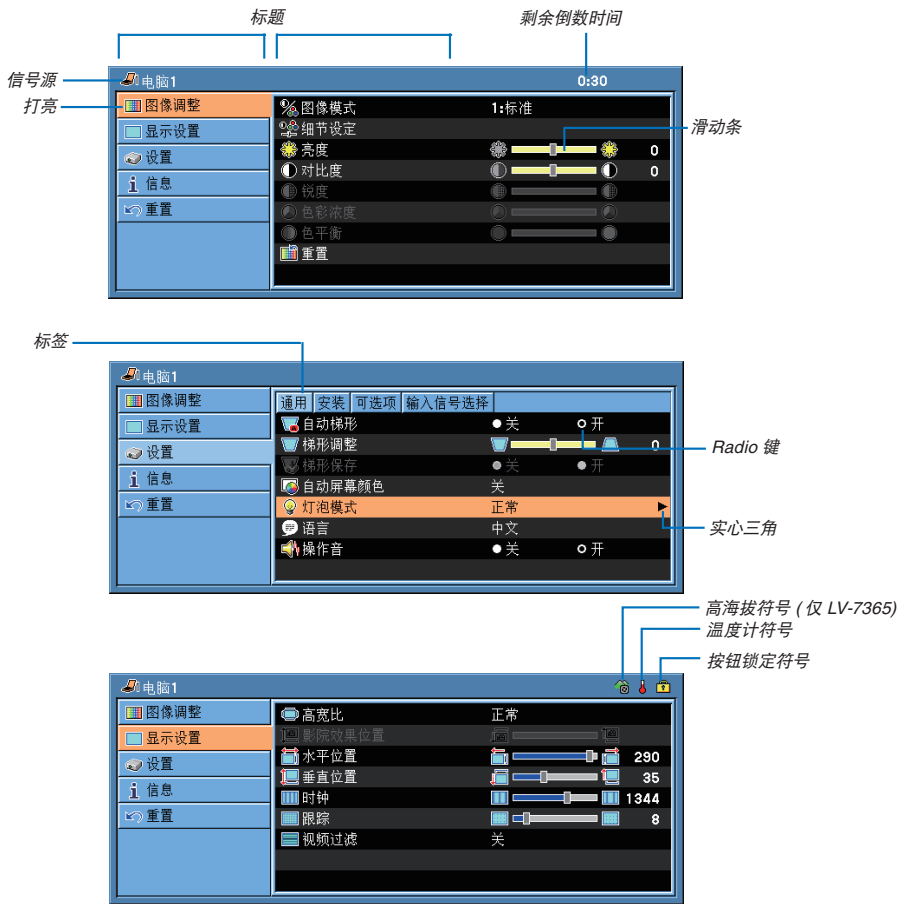 标题
剩余倒数时间
信号源
电脑1 0:30
打亮
图像调整
显示设置
设置
信息
重置
图像模式 1:标准
细节设定
亮度 0
对比度 0
锐度
色彩浓度
色平衡
重置
滑动条
标签
电脑1
图像调整
显示设置
设置
信息
重置
通用 安装 可选项 输入信号选择
自动梯形 关 开
梯形调整 0
梯形保存 关 开
自动屏幕颜色 关
灯泡模式 正常
语言 中文
操作音 关 开
Radio 键
实心三角
高海拔符号 (仅 LV-7365)
温度计符号
按钮锁定符号
电脑1
图像调整
显示设置
设置
信息
重置
高宽比 正常
影院效果位置
水平位置 290
垂直位置 35
时钟 1344
跟踪 8
视频过滤 关